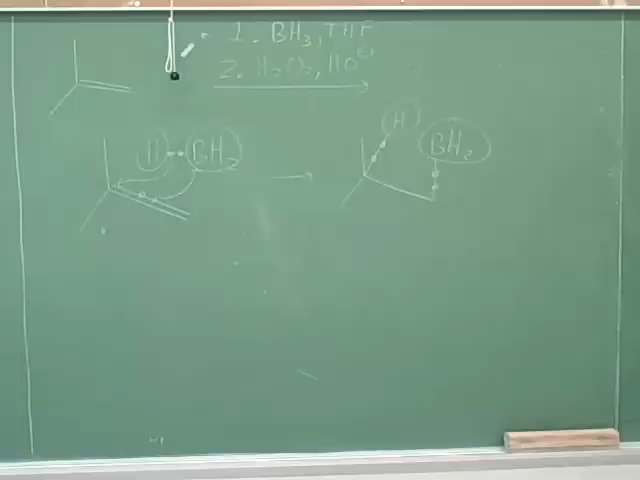 1. BH3, THF
2. H2O2, HO⊖
H BH2
H
BH2